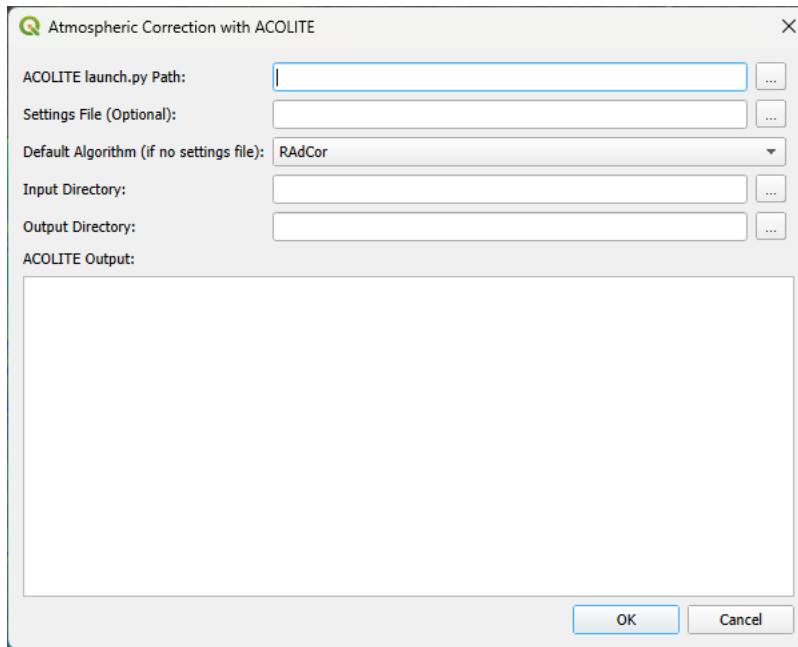 Atmospheric Correction with ACOLITE
ACOLITE launch.py Path:
...
Settings File (Optional):
...
Default Algorithm (if no settings file): RAdCor
Input Directory:
...
Output Directory:
...
ACOLITE Output:
OK Cancel